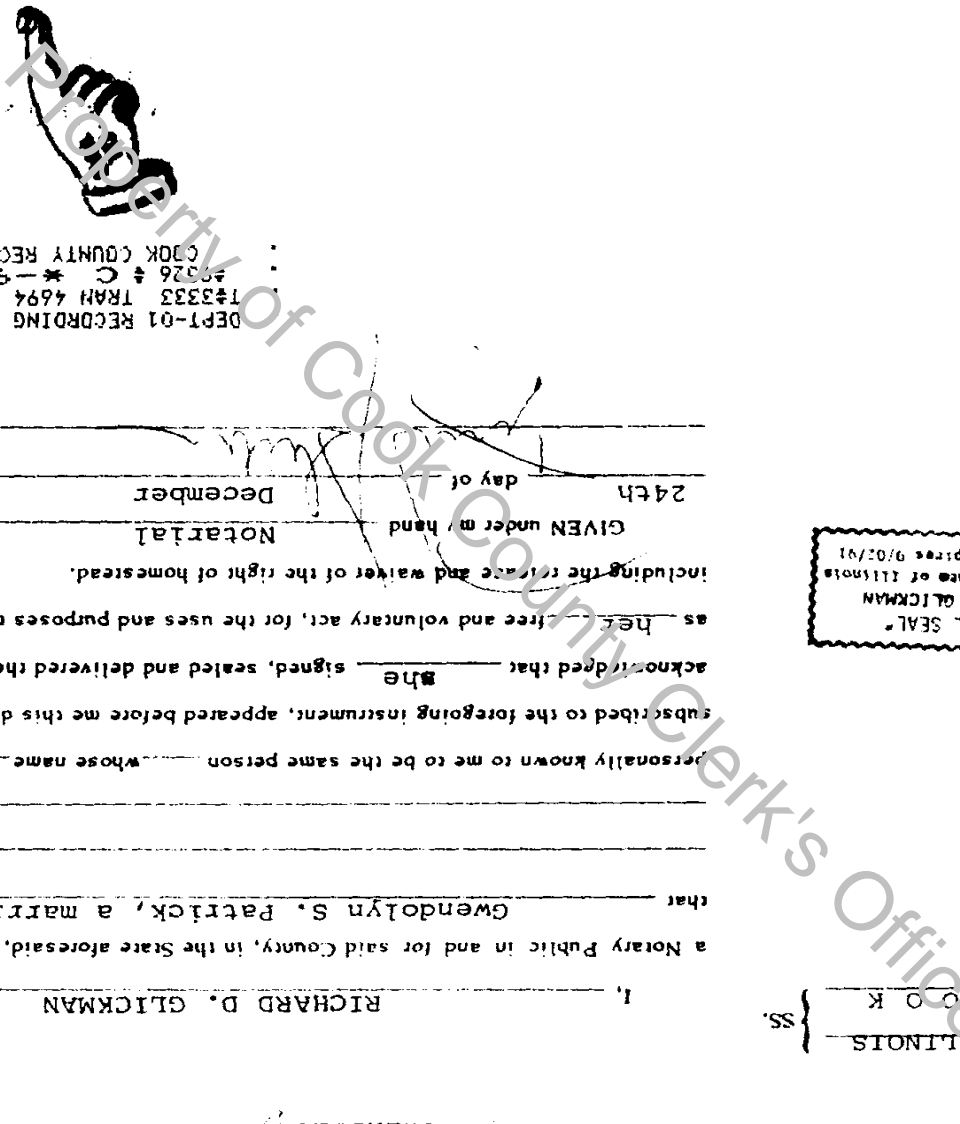 LINOIS
O O K
SS.
I, RICHARD D. GLICKMAN
a Notary Public in and for said County, in the State aforesaid,
that Gwendolyn S. Patrick, a marri
personally known to me to be the same person whose name
subscribed to the foregoing instrument, appeared before me this d
acknowledged that she signed, sealed and delivered the
as her free and voluntary act, for the uses and purposes
including the release and waiver of the right of homestead.
GIVEN under my hand Notarial
24th day of December
SEAL"
GLICKMAN
of Illinois
DEPT-01 RECORDING
T#3333 TRAN 4694
COOK COUNTY REC
Property of Cook County Clerk's Office